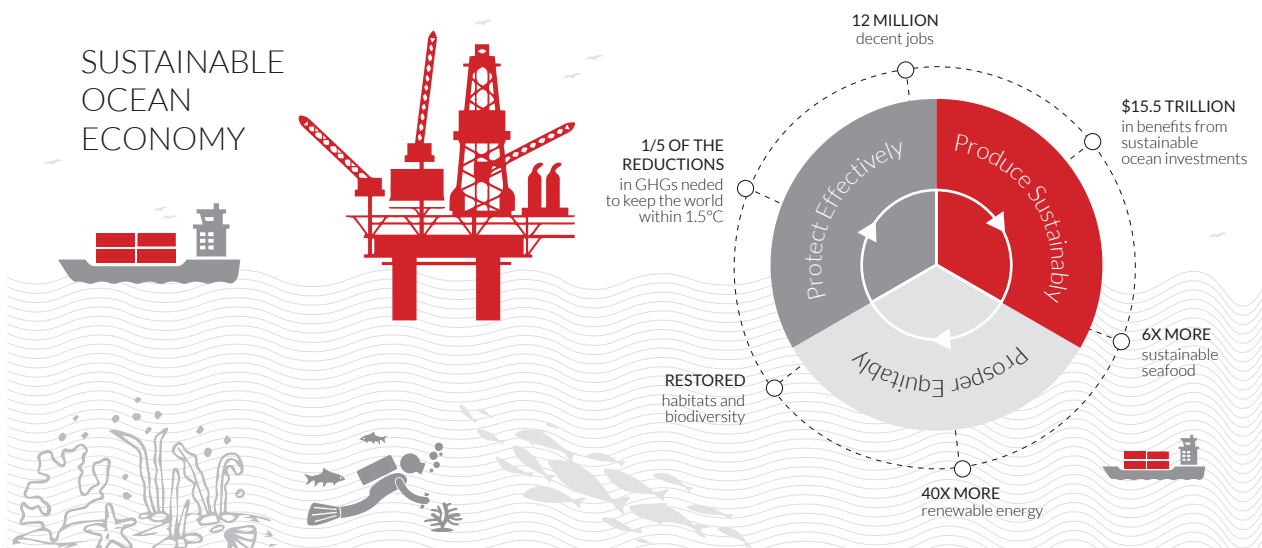 SUSTAINABLE
OCEAN
ECONOMY
12 MILLION
decent jobs
$15.5 TRILLION
in benefits from
sustainable
ocean investments
1/5 OF THE
REDUCTIONS
in GHGs neded
to keep the world
within 1.5°C
Protect Effectively
Produce Sustainably
Prosper Equitably
6X MORE
sustainable
seafood
RESTORED
habitats and
biodiversity
40X MORE
renewable energy